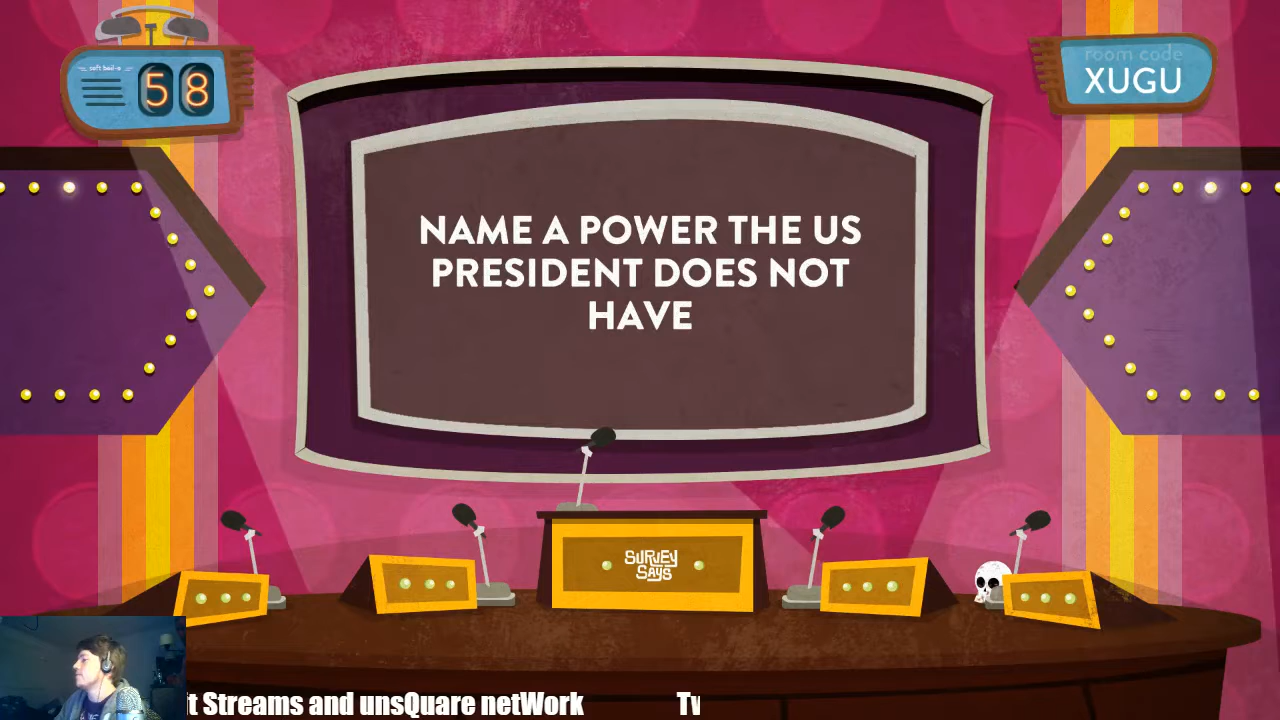 58
room code
XUGU
NAME A POWER THE US
PRESIDENT DOES NOT
HAVE
SURVEY
SAYS
t Streams and unsQuare netWork
Tv